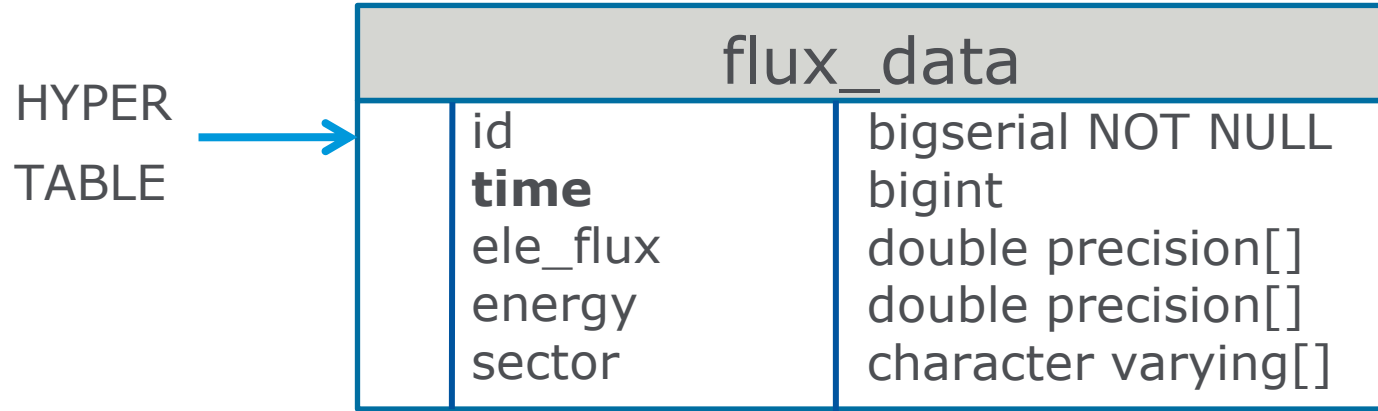 flux_data
HYPER
TABLE
id bigserial NOT NULL
time bigint
ele_flux double precision[]
energy double precision[]
sector character varying[]